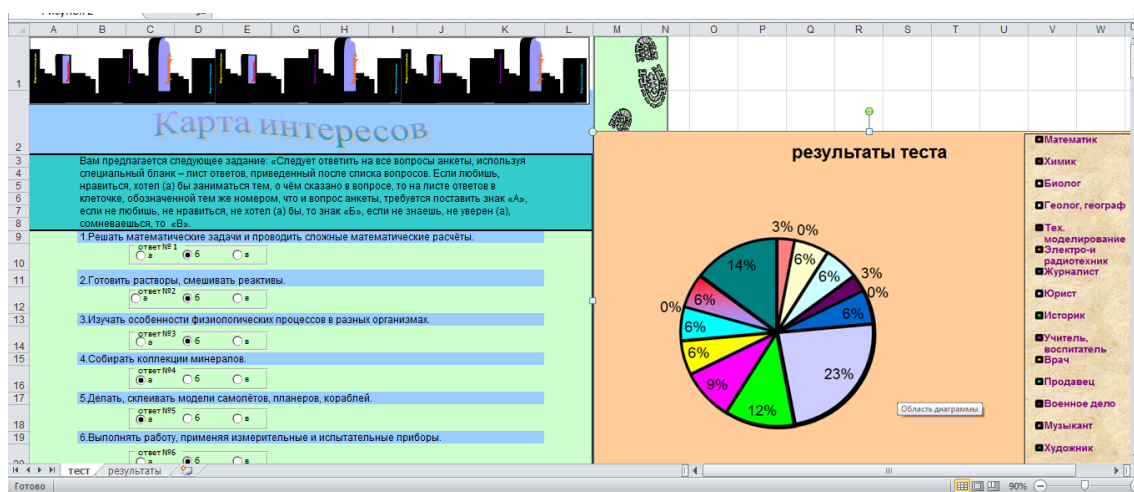 A B C D E F G H I J K L M N O P Q R S T U V W
1
2
3
4
5
6
7
8
9
10
11
12
13
14
15
16
17
18
19
Карта интересов
Вам предлагается следующее задание: «Следует ответить на все вопросы анкеты, используя
специальный бланк – лист ответов, приведенный после списка вопросов. Если любишь,
нравиться, хотел (а) бы заниматься тем, о чём сказано в вопросе, то на листе ответов в
клеточке, обозначенной тем же номером, что и вопрос анкеты, требуется поставить знак «А»,
если не любишь, не нравиться, не хотел (а) бы, то знак «Б», если не знаешь, не уверен (а),
сомневаешься, то «В».
1.Решать математические задачи и проводить сложные математические расчёты.
ответ № 1
а б в
2.Готовить растворы, смешивать реактивы.
ответ №2
а б в
3.Изучать особенности физиологических процессов в разных организмах.
ответ №3
а б в
4.Собирать коллекции минералов.
ответ №4
а б в
5.Делать, склеивать модели самолётов, планеров, кораблей.
ответ №5
а б в
6.Выполнять работу, применяя измерительные и испытательные приборы.
ответ №6
а б в
результаты теста
3%
0%
6%
6%
3%
0%
6%
23%
12%
9%
6%
6%
0%
6%
14%
Область диаграммы
Математик
Химик
Биолог
Геолог, географ
Тех.
моделирование
Электро-и
радиотехник
Журналист
Юрист
Историк
Учитель,
воспитатель
Врач
Продавец
Военное дело
Музыкант
Художник
тест
результаты
Готово
90%